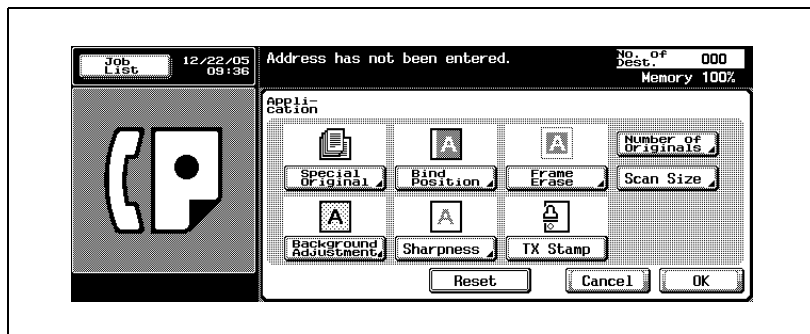 Job
List
12/22/05
09:36
Address has not been entered.
No. of
Dest.
000
Memory 100%
Appli-
cation
Special
Original
Bind
Position
Frame
Erase
Number of
Originals
Scan Size
Background
Adjustment
Sharpness
TX Stamp
Reset
Cancel
OK